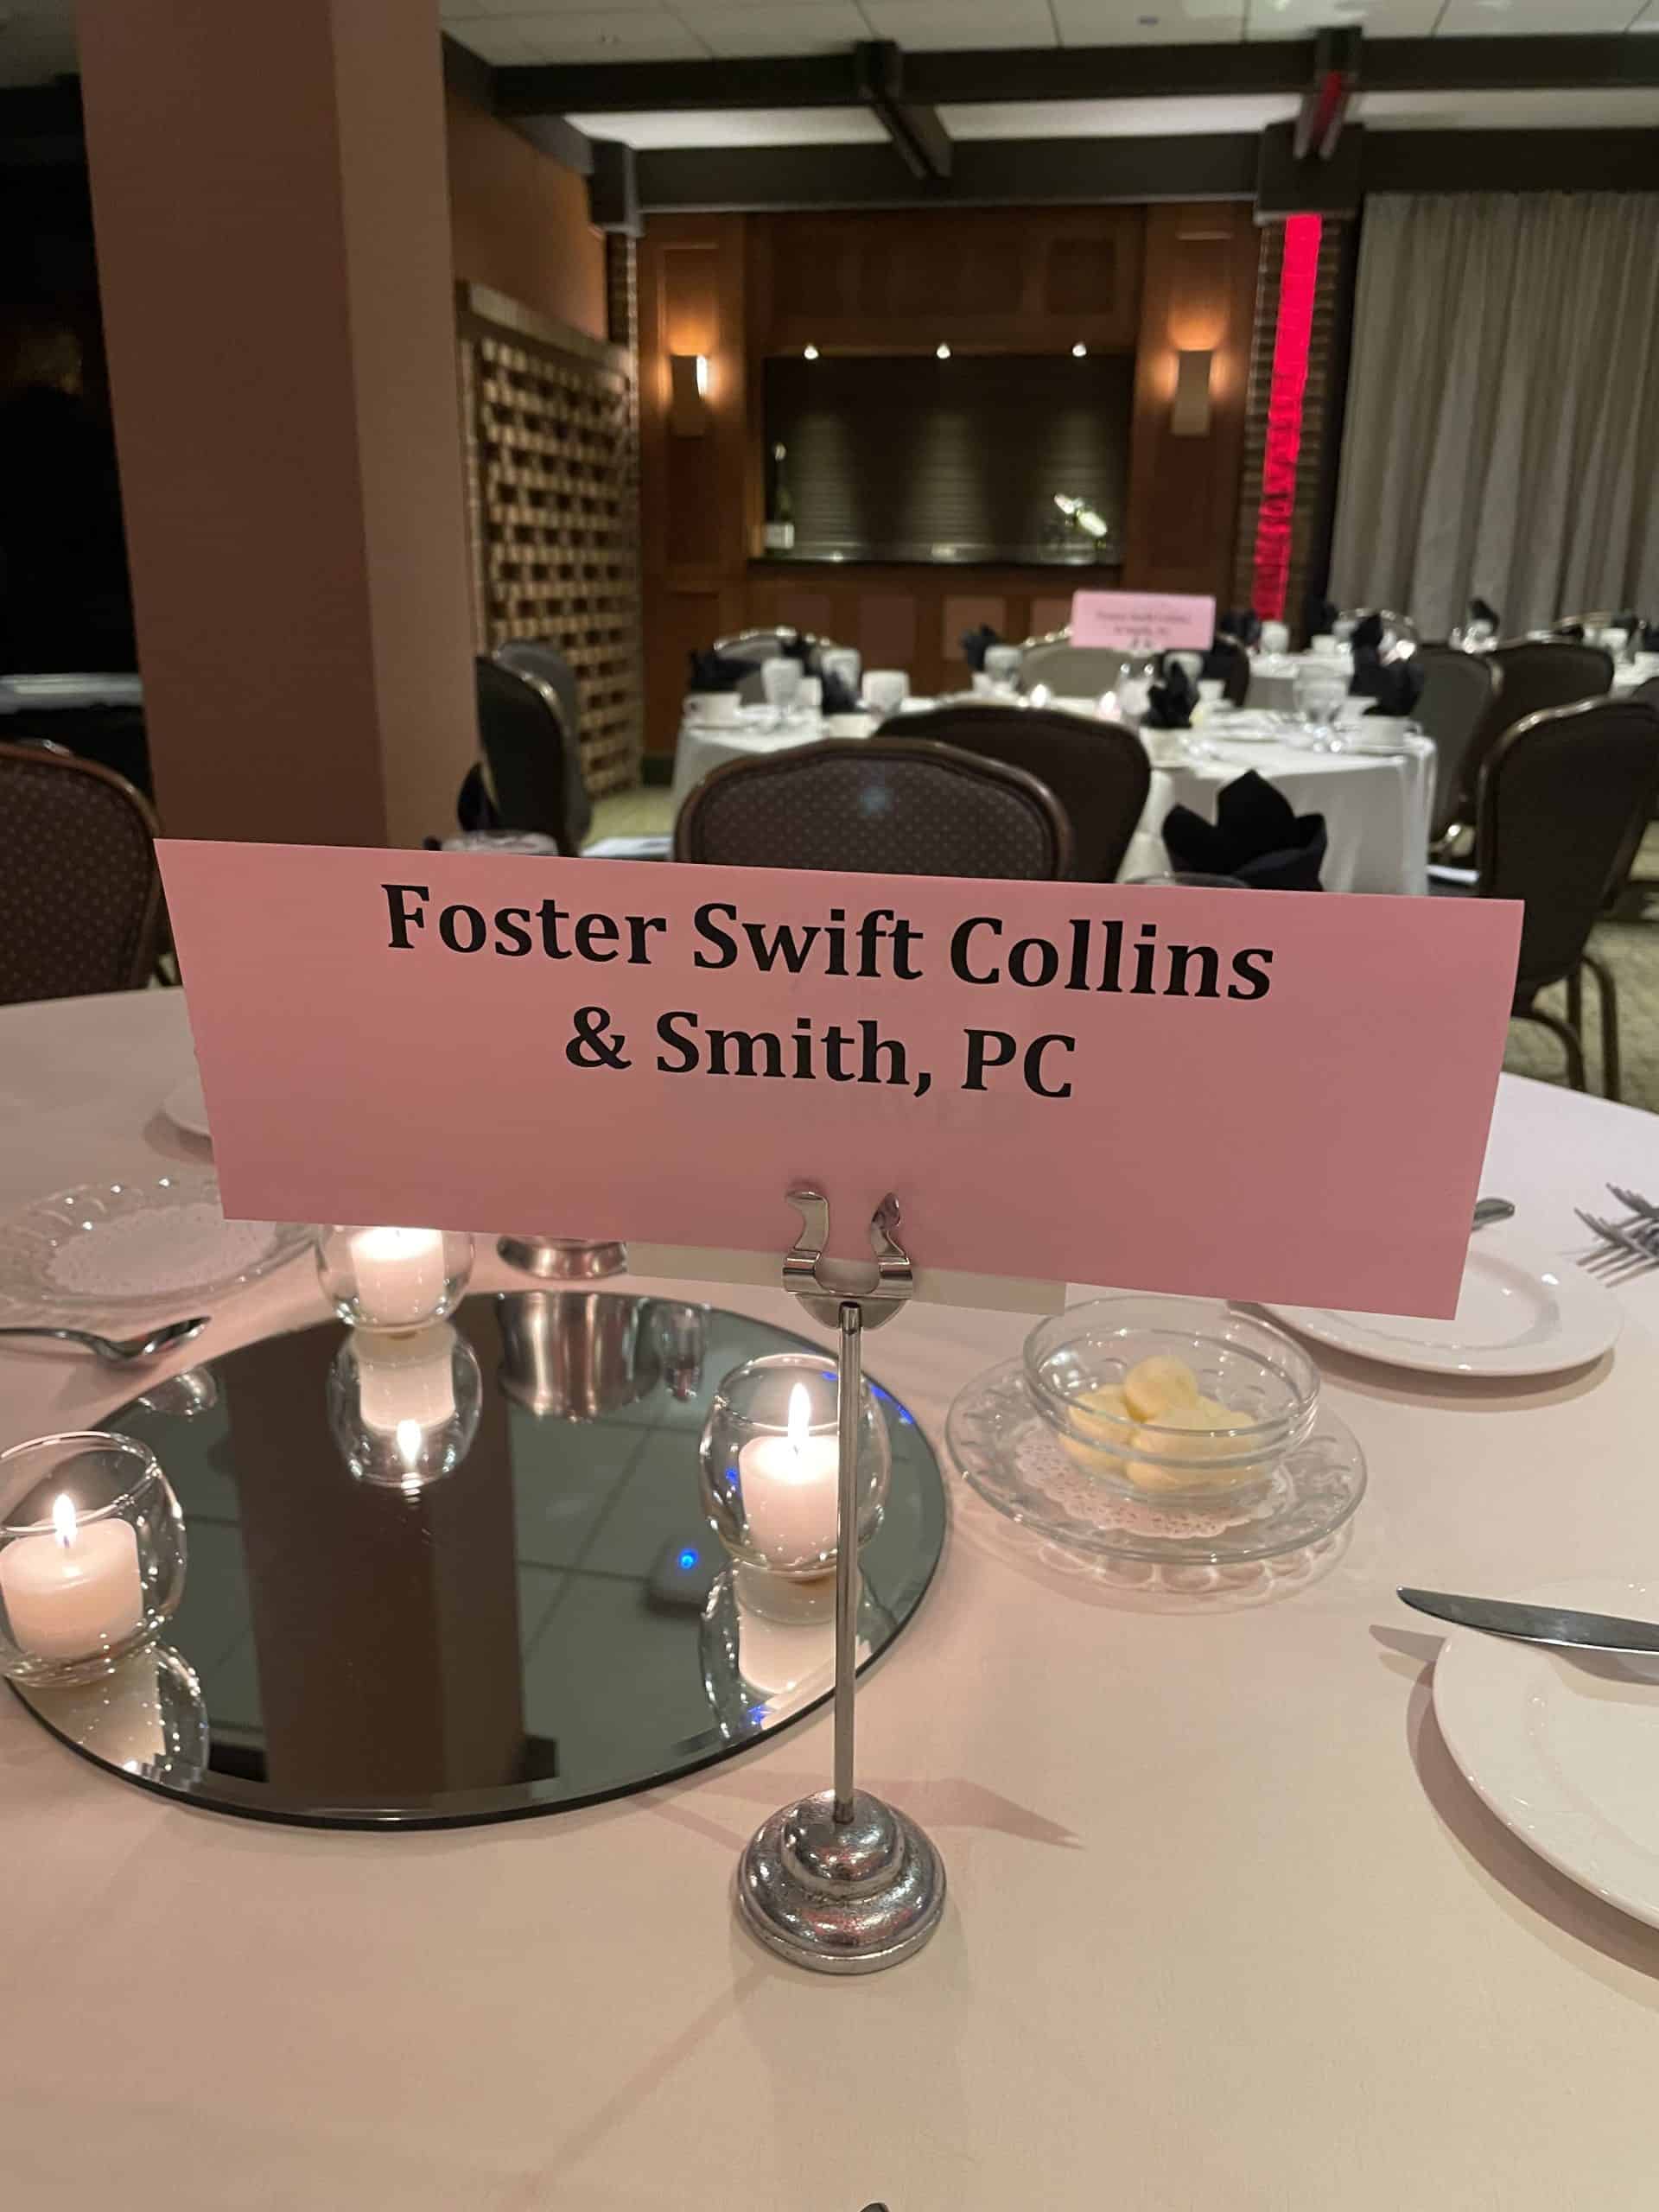 Foster Swift Collins
& Smith, PC